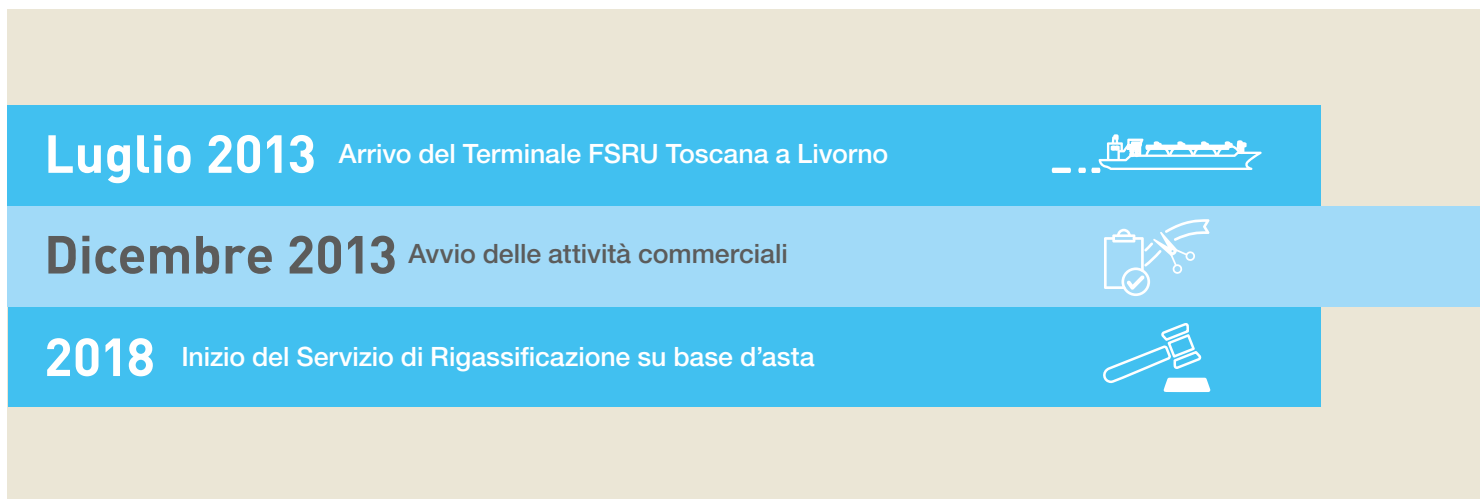 Luglio 2013 Arrivo del Terminale FSRU Toscana a Livorno
Dicembre 2013 Avvio delle attività commerciali
2018 Inizio del Servizio di Rigassificazione su base d’asta